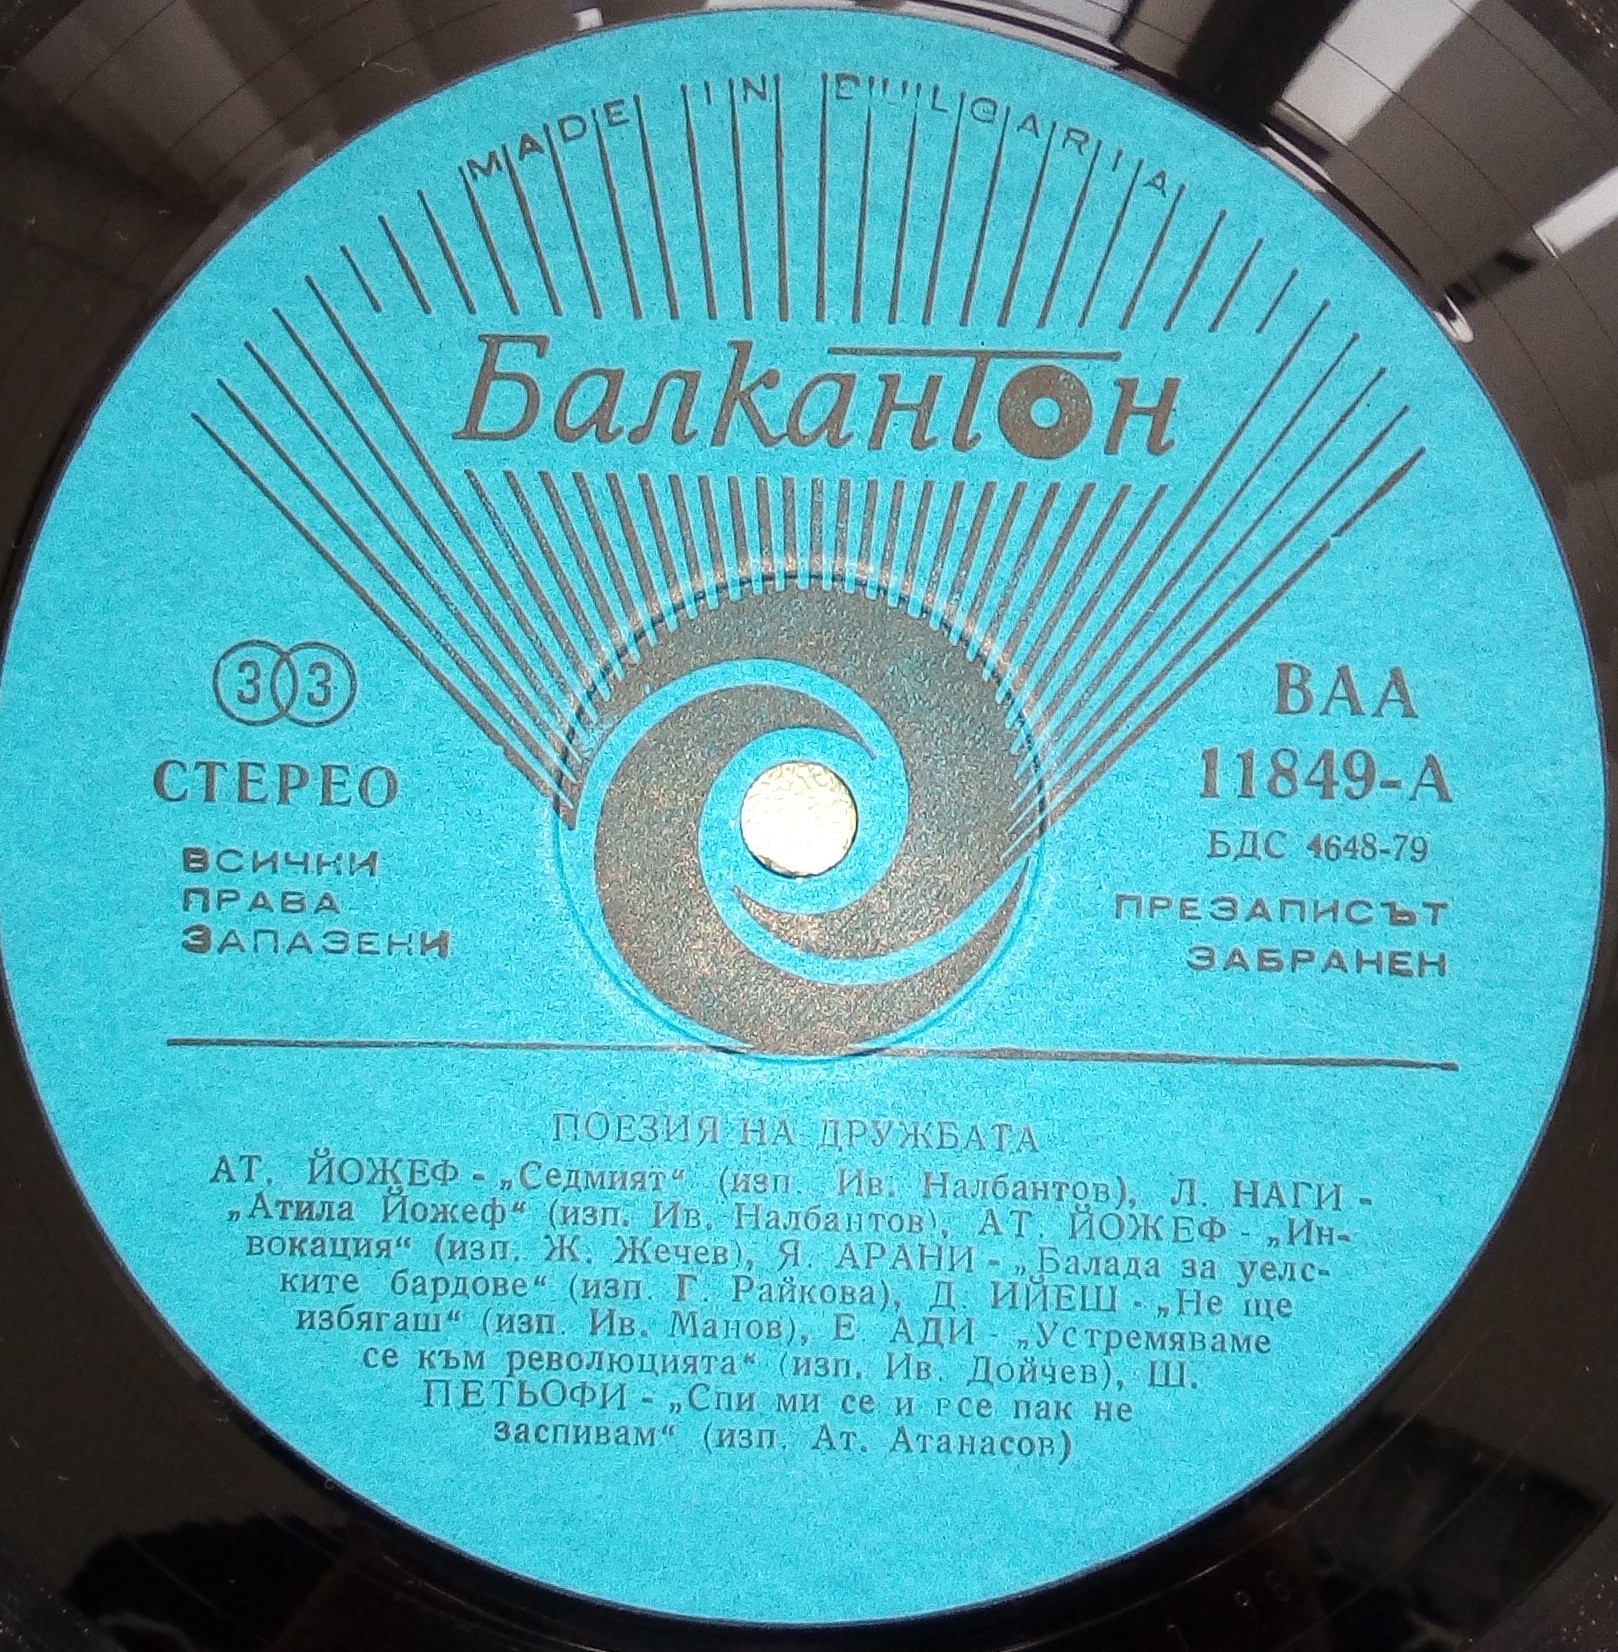 MADE IN BULGARIA
Балкантон
33
СТЕРЕО
ВСИЧКИ
ПРАВА
ЗАПАЗЕНИ
ВАА
11849-А
БДС 4648-79
ПРЕЗАПИСЪТ
ЗАБРАНЕН
ПОЕЗИЯ НА ДРУЖБАТА
АТ. ЙОЖЕФ - „Седмият“ (изп. Ив. Налбантов), Л. НАГИ -
„Атила Йожеф“ (изп. Ив. Налбантов), АТ. ЙОЖЕФ - „Ин-
вокация“ (изп. Ж. Жечев), Я. АРАНИ - „Балада за уелс-
ките бардове“ (изп. Г. Райкова), Д. ИЙЕШ - „Не ще
избягаш“ (изп. Ив. Манов), Е. АДИ - „Устремяваме
се към революцията“ (изп. Ив. Дойчев), Ш.
ПЕТЬОФИ - „Спи ми се и все пак не
заспивам“ (изп. Ат. Атанасов)